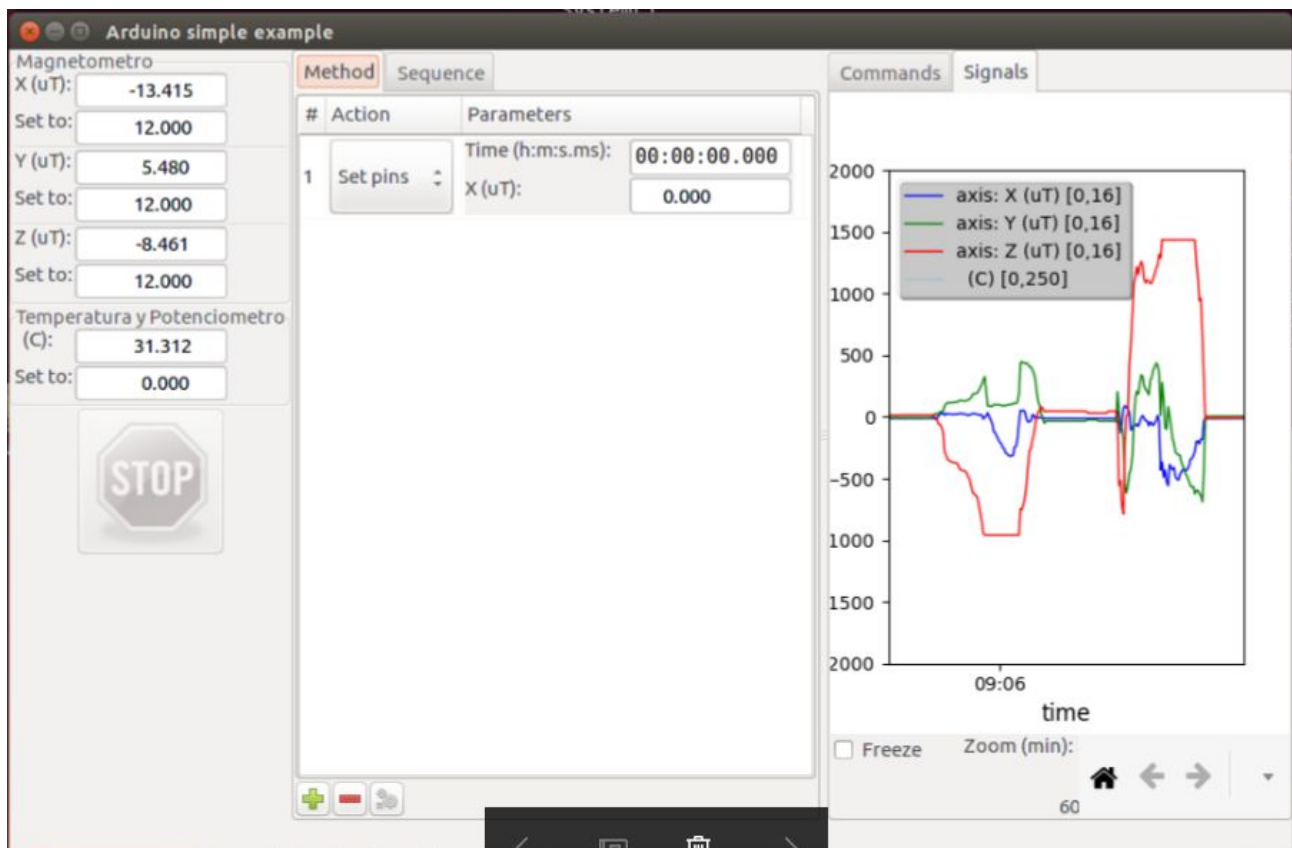 Arduino simple example
Magnetometro
X (uT): -13.415
Set to: 12.000
Y (uT): 5.480
Set to: 12.000
Z (uT): -8.461
Set to: 12.000
Temperatura y Potenciometro
(C): 31.312
Set to: 0.000
STOP
Method Sequence
# Action Parameters
1 Set pins Time (h:m:s.ms): 00:00:00.000
X (uT): 0.000
Commands Signals
axis: X (uT) [0,16]
axis: Y (uT) [0,16]
axis: Z (uT) [0,16]
(C) [0,250]
2000
1500
1000
500
0
−500
1000
1500
2000
09:06
time
Freeze Zoom (min):
60